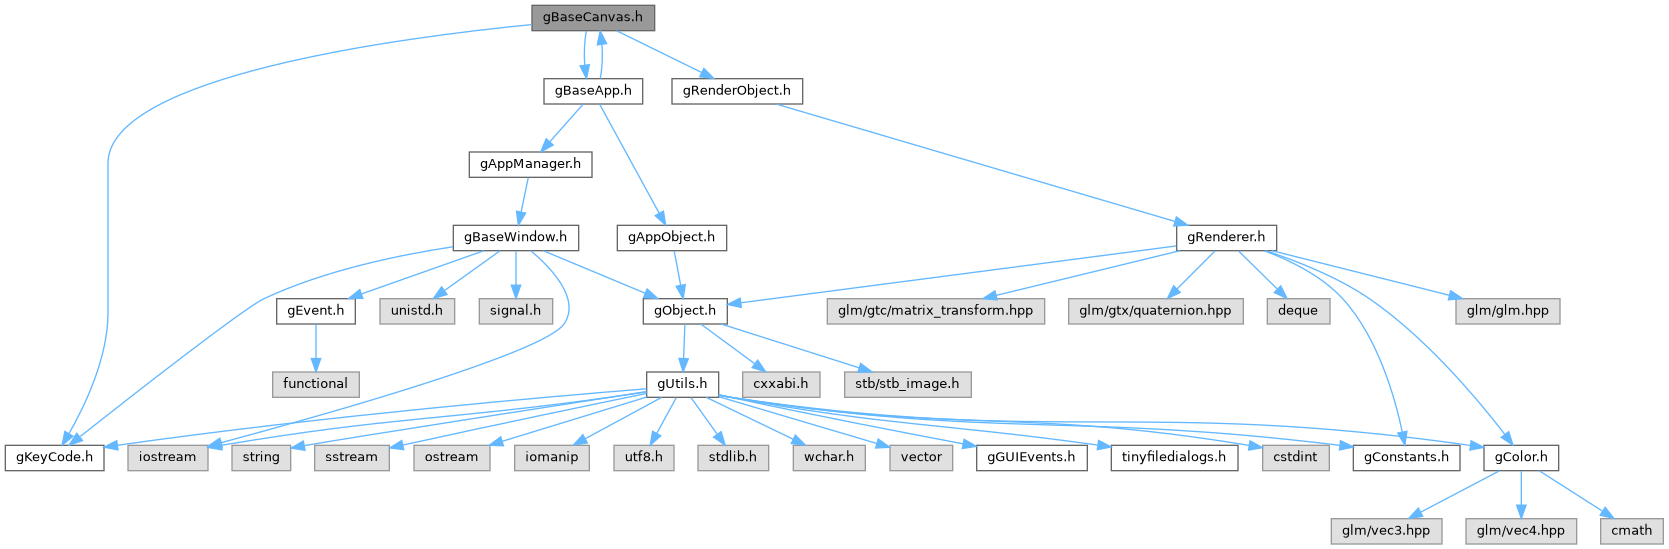 gBaseCanvas.h
gBaseApp.h
gRenderObject.h
gAppManager.h
gBaseWindow.h
gAppObject.h
gRenderer.h
gEvent.h
unistd.h
signal.h
gObject.h
glm/gtc/matrix_transform.hpp
glm/gtx/quaternion.hpp
deque
glm/glm.hpp
functional
gUtils.h
cxxabi.h
stb/stb_image.h
gKeyCode.h
iostream
string
sstream
ostream
iomanip
utf8.h
stdlib.h
wchar.h
vector
gGUIEvents.h
tinyfiledialogs.h
cstdint
gConstants.h
gColor.h
glm/vec3.hpp
glm/vec4.hpp
cmath